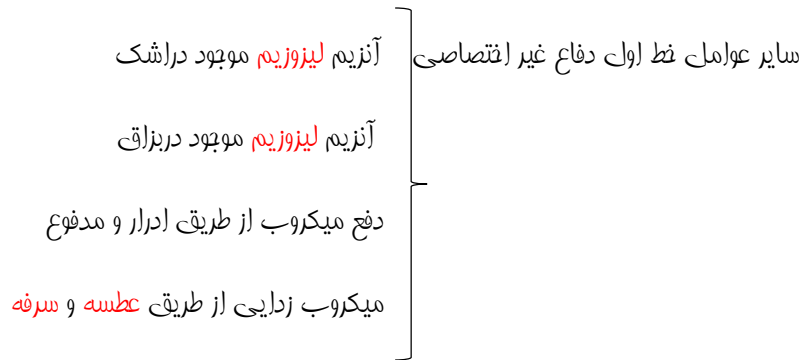 سایر عوامل خط اول دفاع غیر اختصاصی
آنزیم لیزوزیم موجود دراشک
آنزیم لیزوزیم موجود دربزاق
دفع میکروب از طریق ادرار و مدفوع
میکروب زدایی از طریق عطسه و سرفه